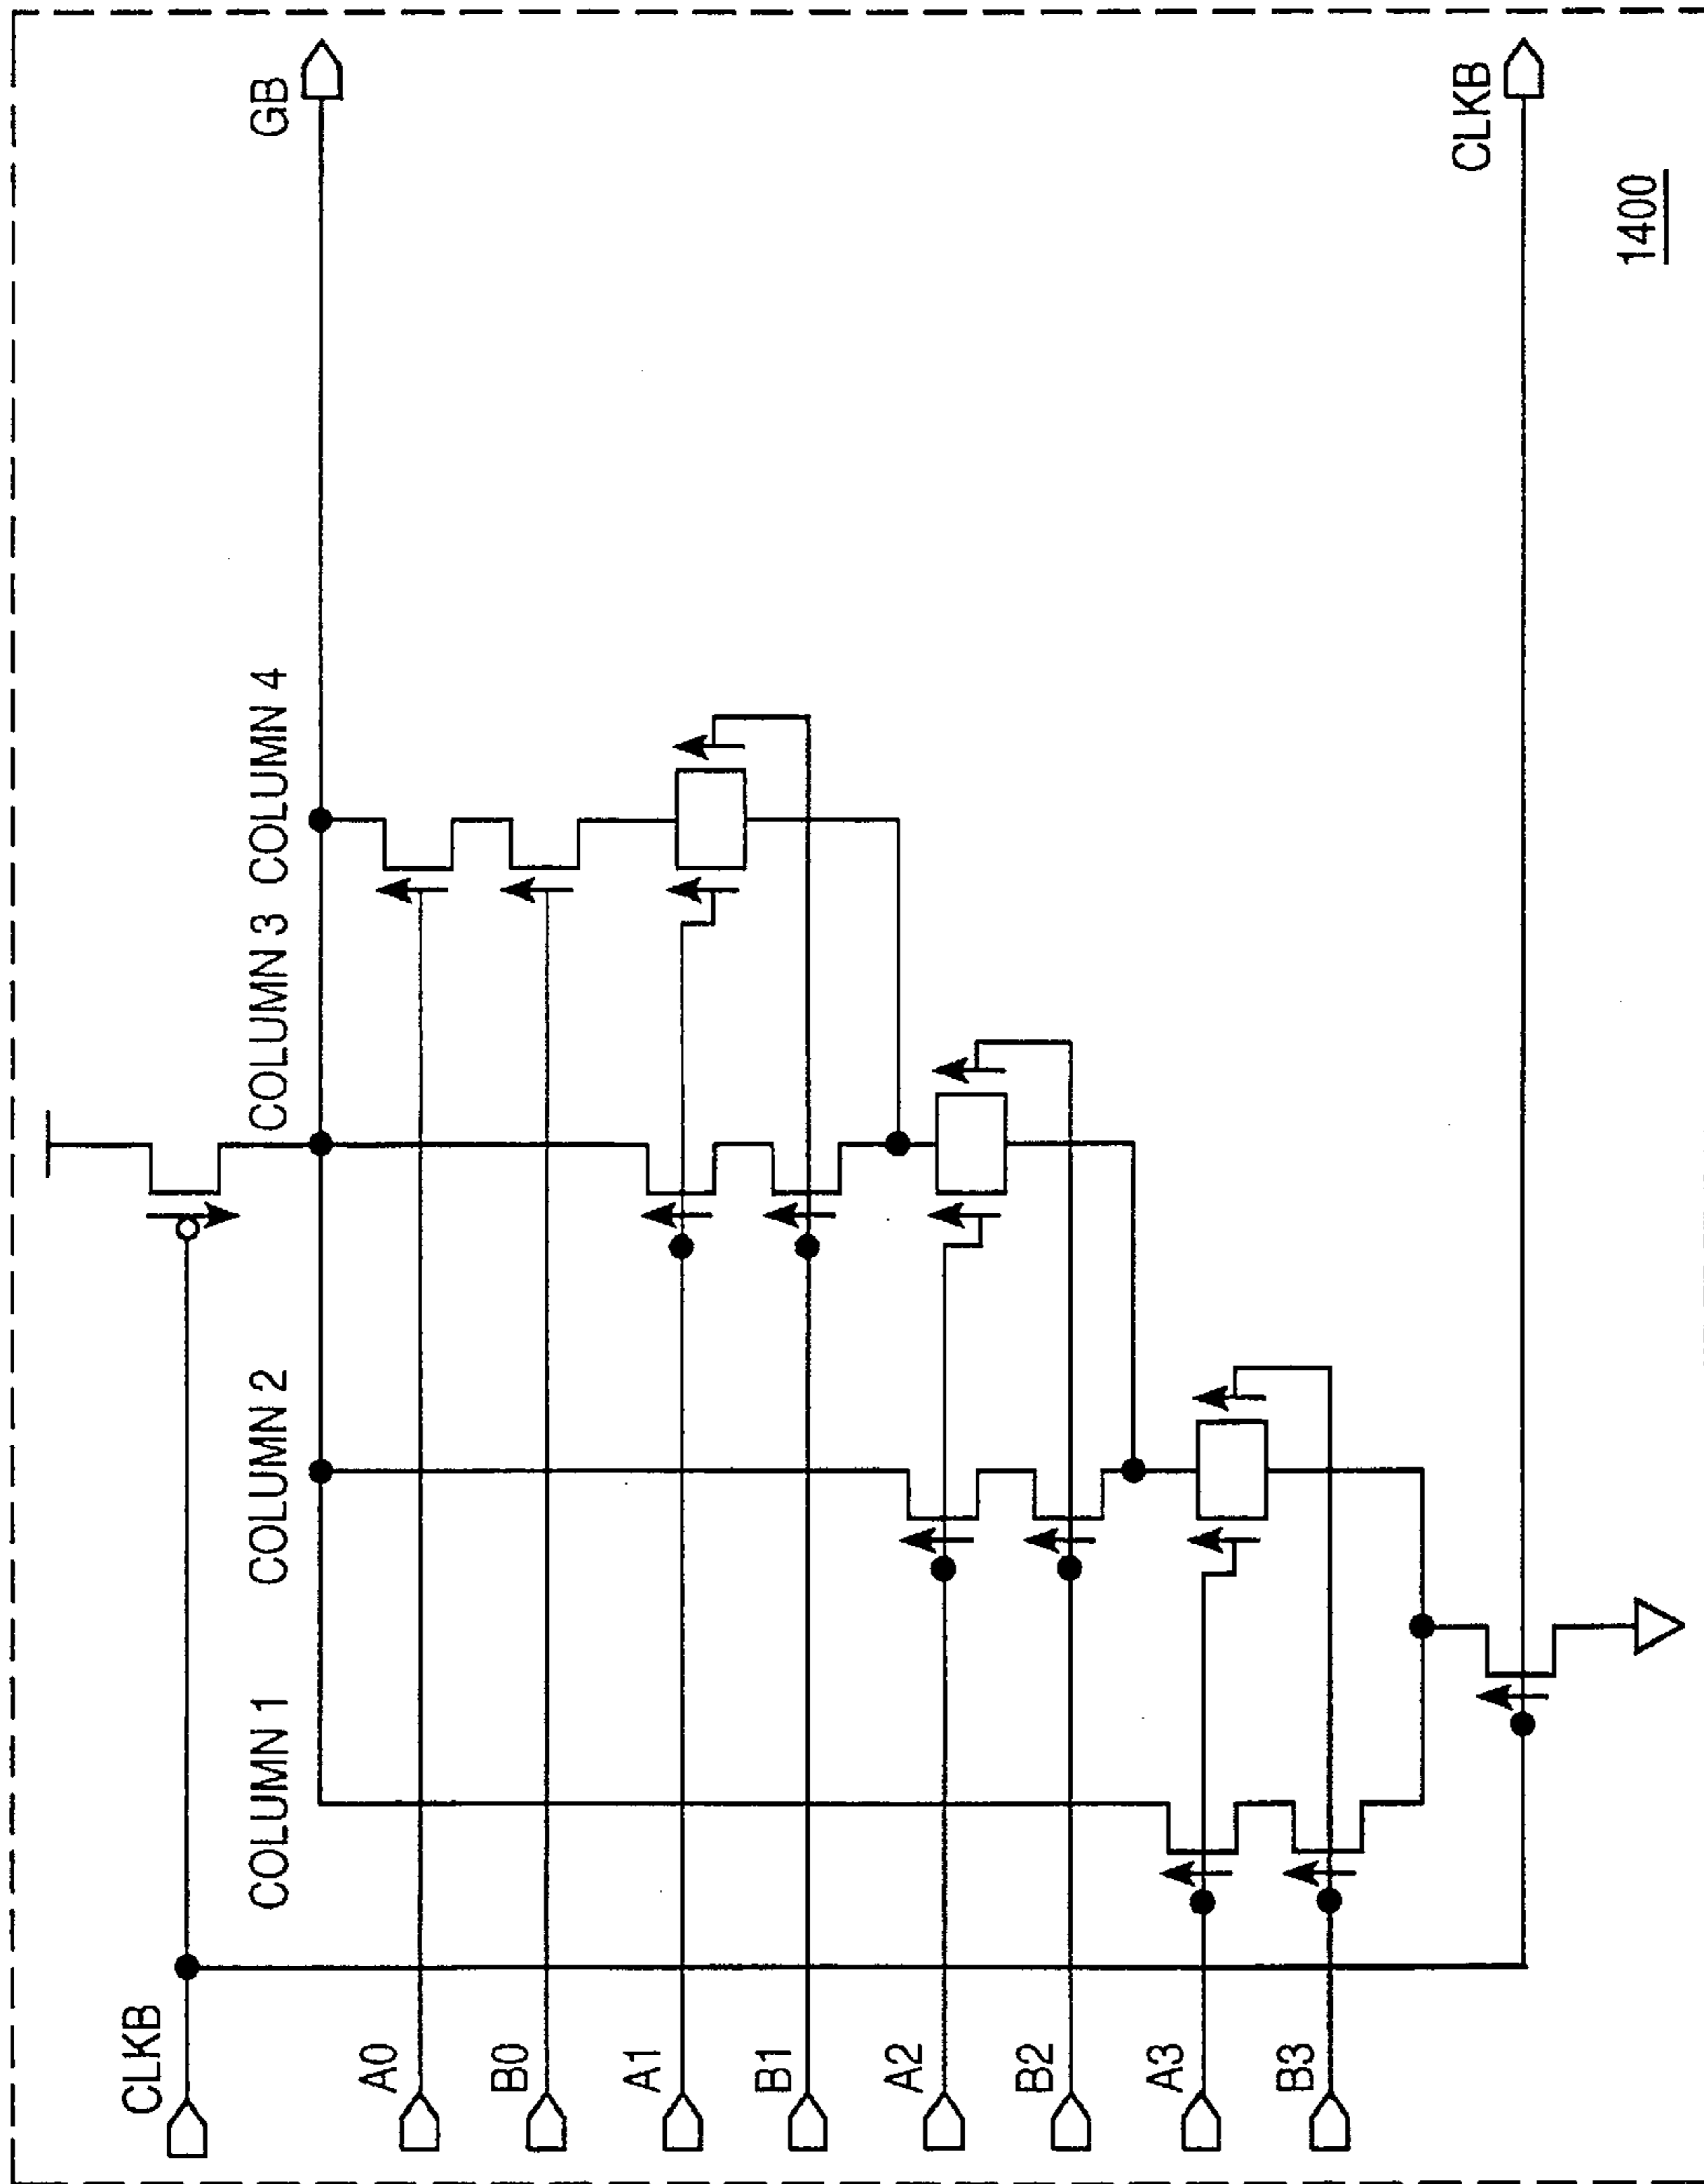 CLKB
COLUMN 1
COLUMN 2
COLUMN 3
COLUMN 4
GB
A0
B0
A1
B1
A2
B2
A3
B3
CLKB
1400